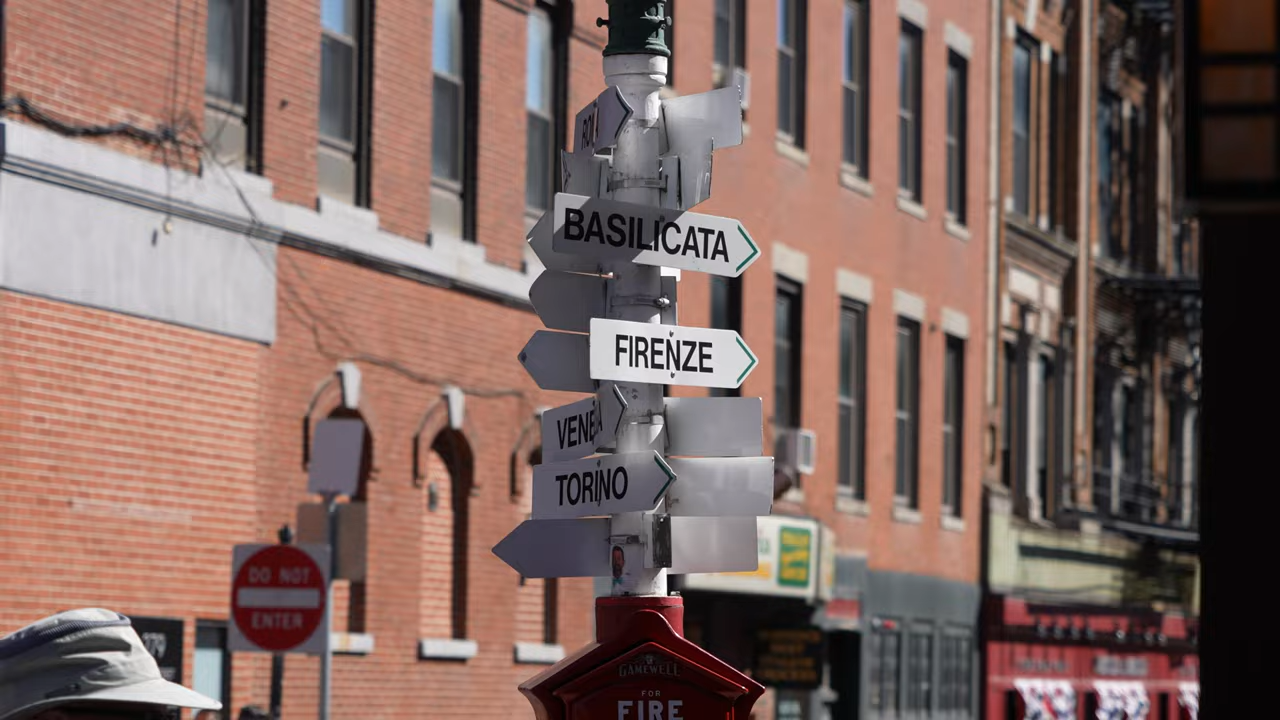 BASILICATA
FIRENZE
TORINO
DO NOT
ENTER
GAMEWELL
FOR
FIRE